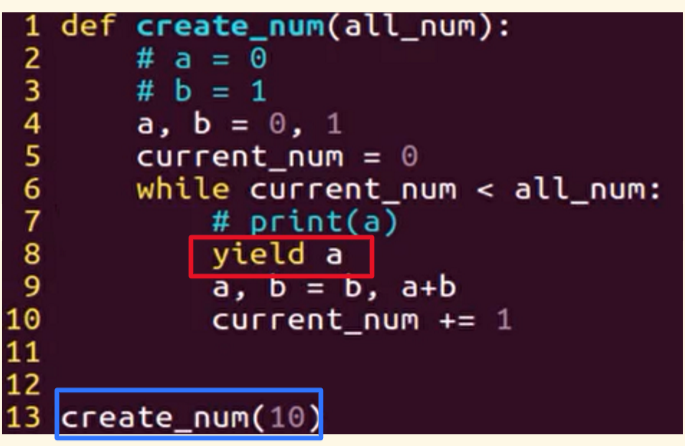 1 def create_num(all_num):
2     # a = 0
3     # b = 1
4     a, b = 0, 1
5     current_num = 0
6     while current_num < all_num:
7         # print(a)
8         yield a
9         a, b = b, a+b
10         current_num += 1
11
12
13 create_num(10)